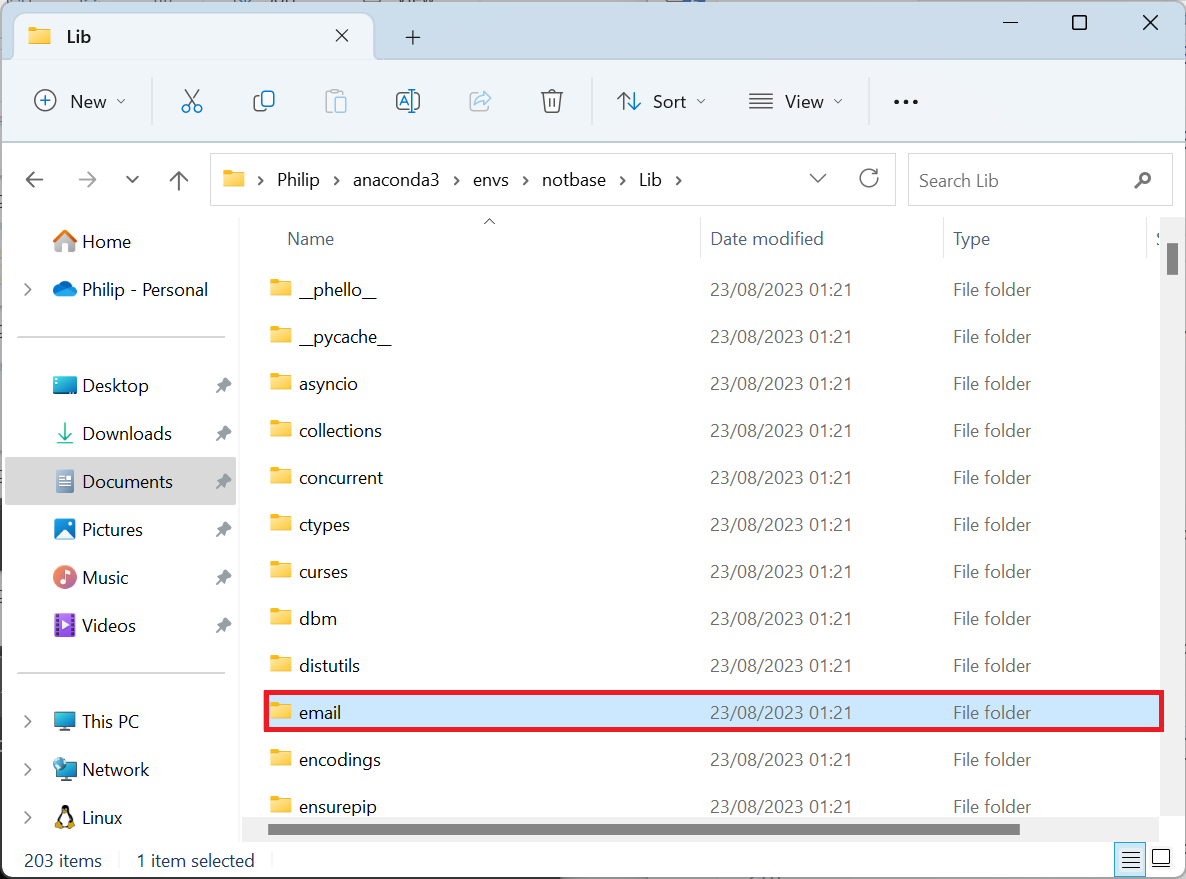 Lib
New
Sort
View
Philip > anaconda3 > envs > notbase > Lib >
Search Lib
Name Date modified Type
Home
Philip - Personal
Desktop
Downloads
Documents
Pictures
Music
Videos
This PC
Network
Linux
__phello__ 23/08/2023 01:21 File folder
__pycache__ 23/08/2023 01:21 File folder
asyncio 23/08/2023 01:21 File folder
collections 23/08/2023 01:21 File folder
concurrent 23/08/2023 01:21 File folder
ctypes 23/08/2023 01:21 File folder
curses 23/08/2023 01:21 File folder
dbm 23/08/2023 01:21 File folder
distutils 23/08/2023 01:21 File folder
email 23/08/2023 01:21 File folder
encodings 23/08/2023 01:21 File folder
ensurepip 23/08/2023 01:21 File folder
203 items 1 item selected